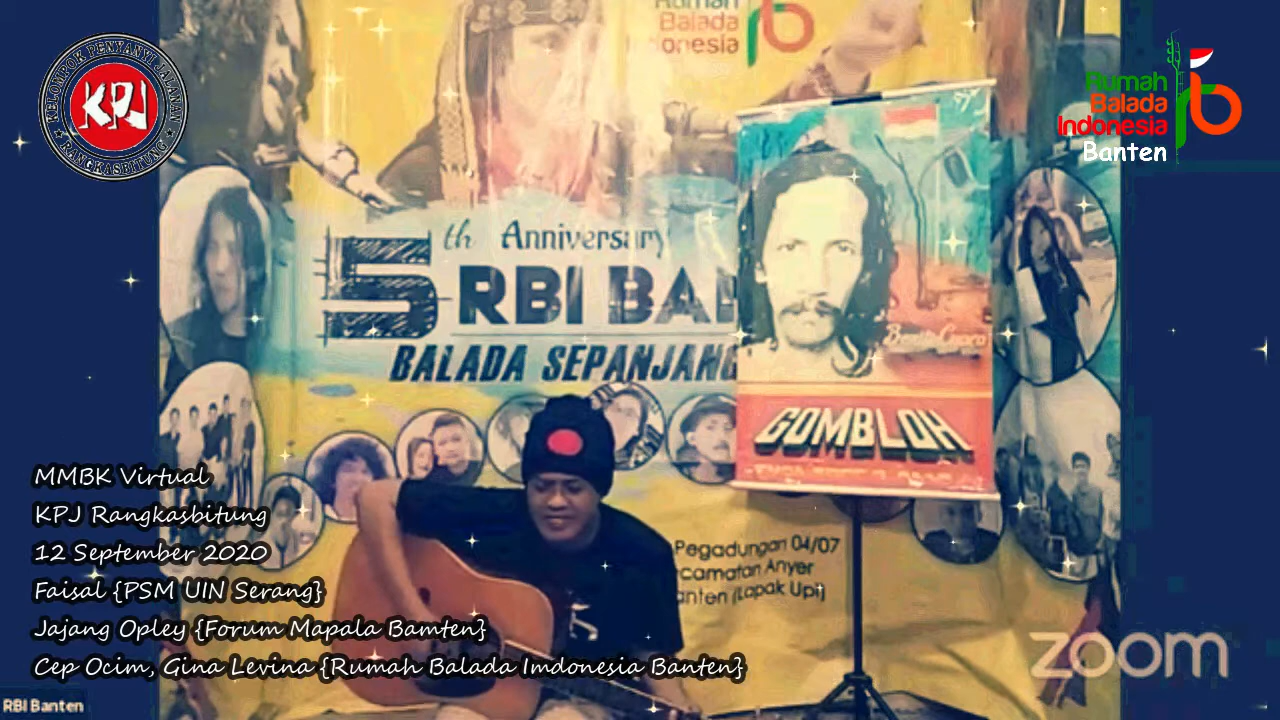 KELOMPOK PENYANYI JALANAN
KPJ
RANGKASBITUNG
Rumah
Balada
onesia
Rumah
Balada
Indonesia
Banten
5 th Anniversary
RBI BA
BALADA SEPANJANG
GOMBLOH
MMBK Virtual
KPJ Rangkasbitung
12 September 2020
Faisal {PSM UIN Serang}
Jajang Opley {Forum Mapala Bamten}
Cep Ocim, Gina Levina {Rumah Balada Imdonesia Banten}
Pegadungan 04/07
camatan Anyer
anten (Lapak Upi)
zoom
RBI Banten